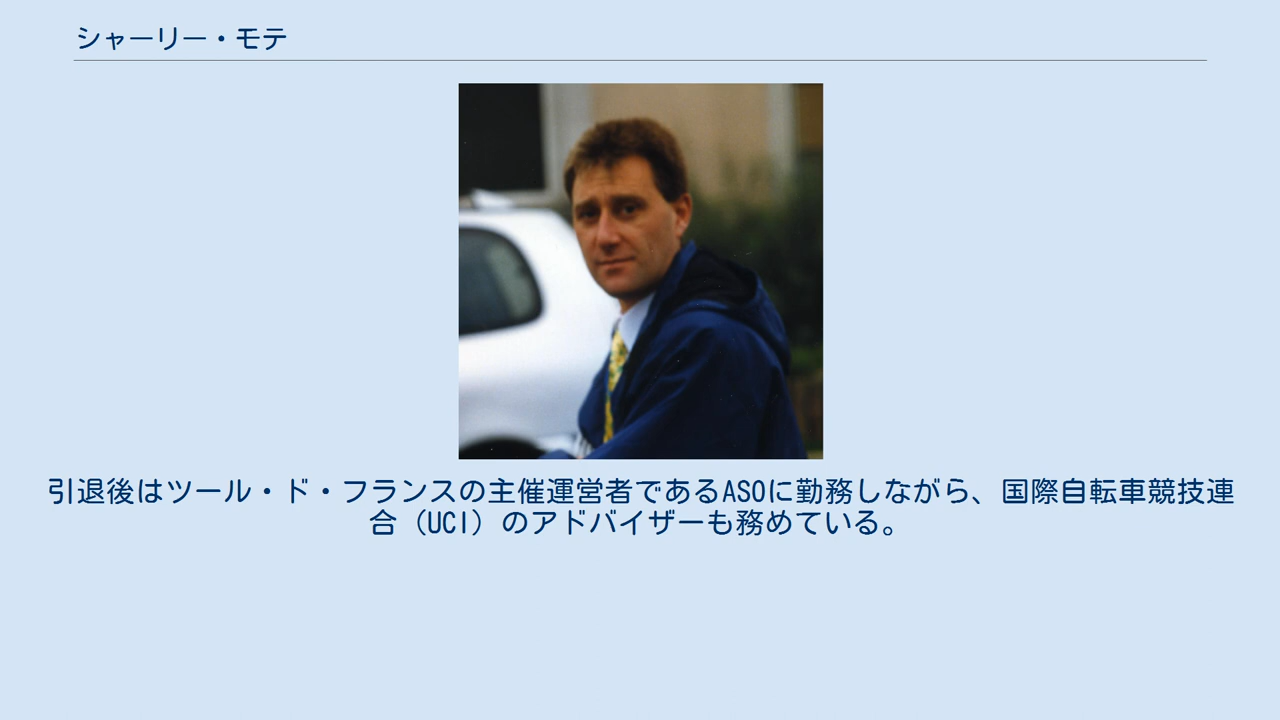 シャーリー・モテ
引退後はツール・ド・フランスの主催運営者であるASOに勤務しながら、国際自転車競技連
合（UCI）のアドバイザーも務めている。